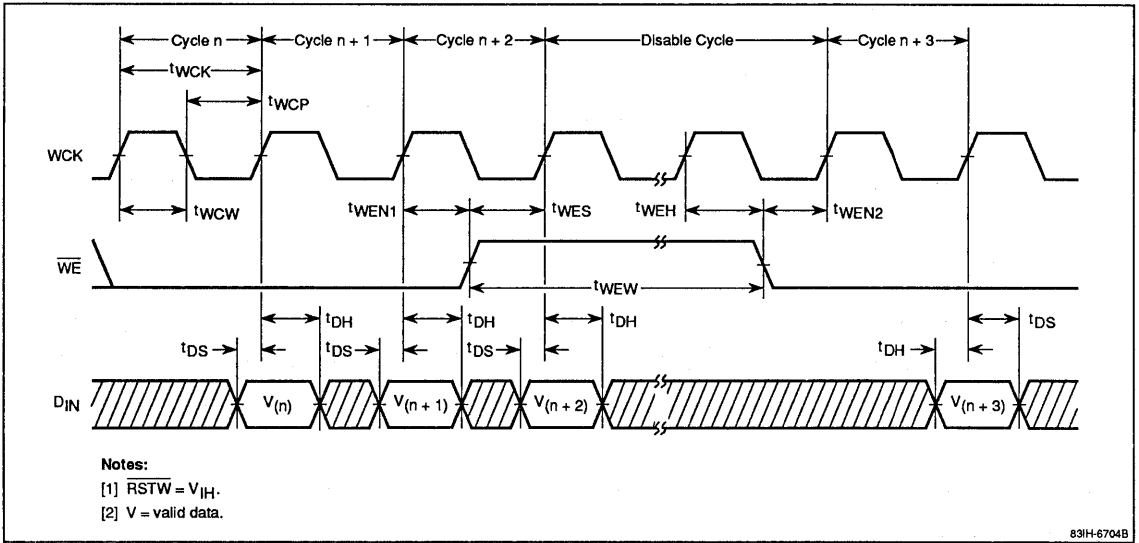 Cycle n Cycle n + 1 Cycle n + 2 Disable Cycle Cycle n + 3
tWCK
tWCP
WCK
tWCW tWEN1 tWES tWEH tWEN2
WE
tWEW
tDH tDH tDH tDS
tDS tDS tDS tDH
DIN V(n) V(n + 1) V(n + 2) V(n + 3)
Notes:
[1] RSTW = VIH.
[2] V = valid data.
83IH-6704B